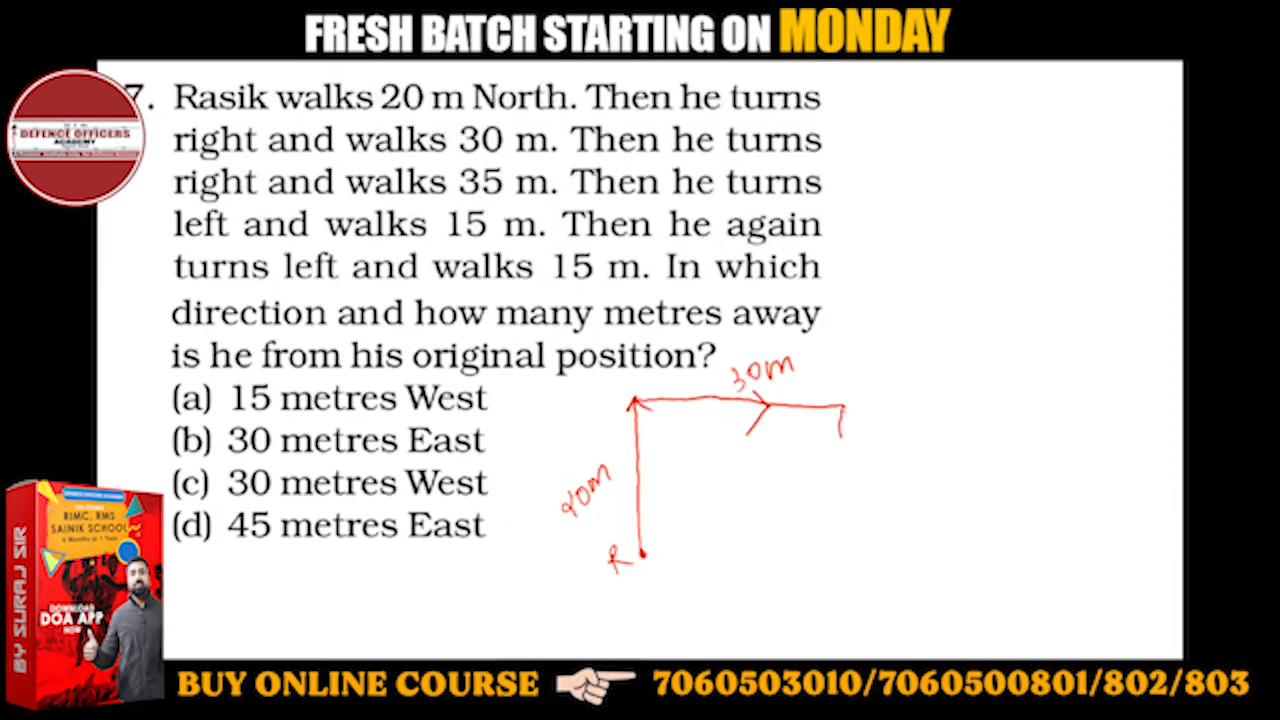 FRESH BATCH STARTING ON MONDAY
DEFENCE OFFICERS
ACADEMY
7. Rasik walks 20 m North. Then he turns
right and walks 30 m. Then he turns
right and walks 35 m. Then he turns
left and walks 15 m. Then he again
turns left and walks 15 m. In which
direction and how many metres away
is he from his original position?
(a) 15 metres West
(b) 30 metres East
(c) 30 metres West
(d) 45 metres East
30m
20m
R
BY SURAJ SIR
DEFENCE OFFICERS ACADEMY
RIMC, RMS
SAINIK SCHOOL
DOWNLOAD
DOA APP
NOW
BUY ONLINE COURSE 7060503010/7060500801/802/803